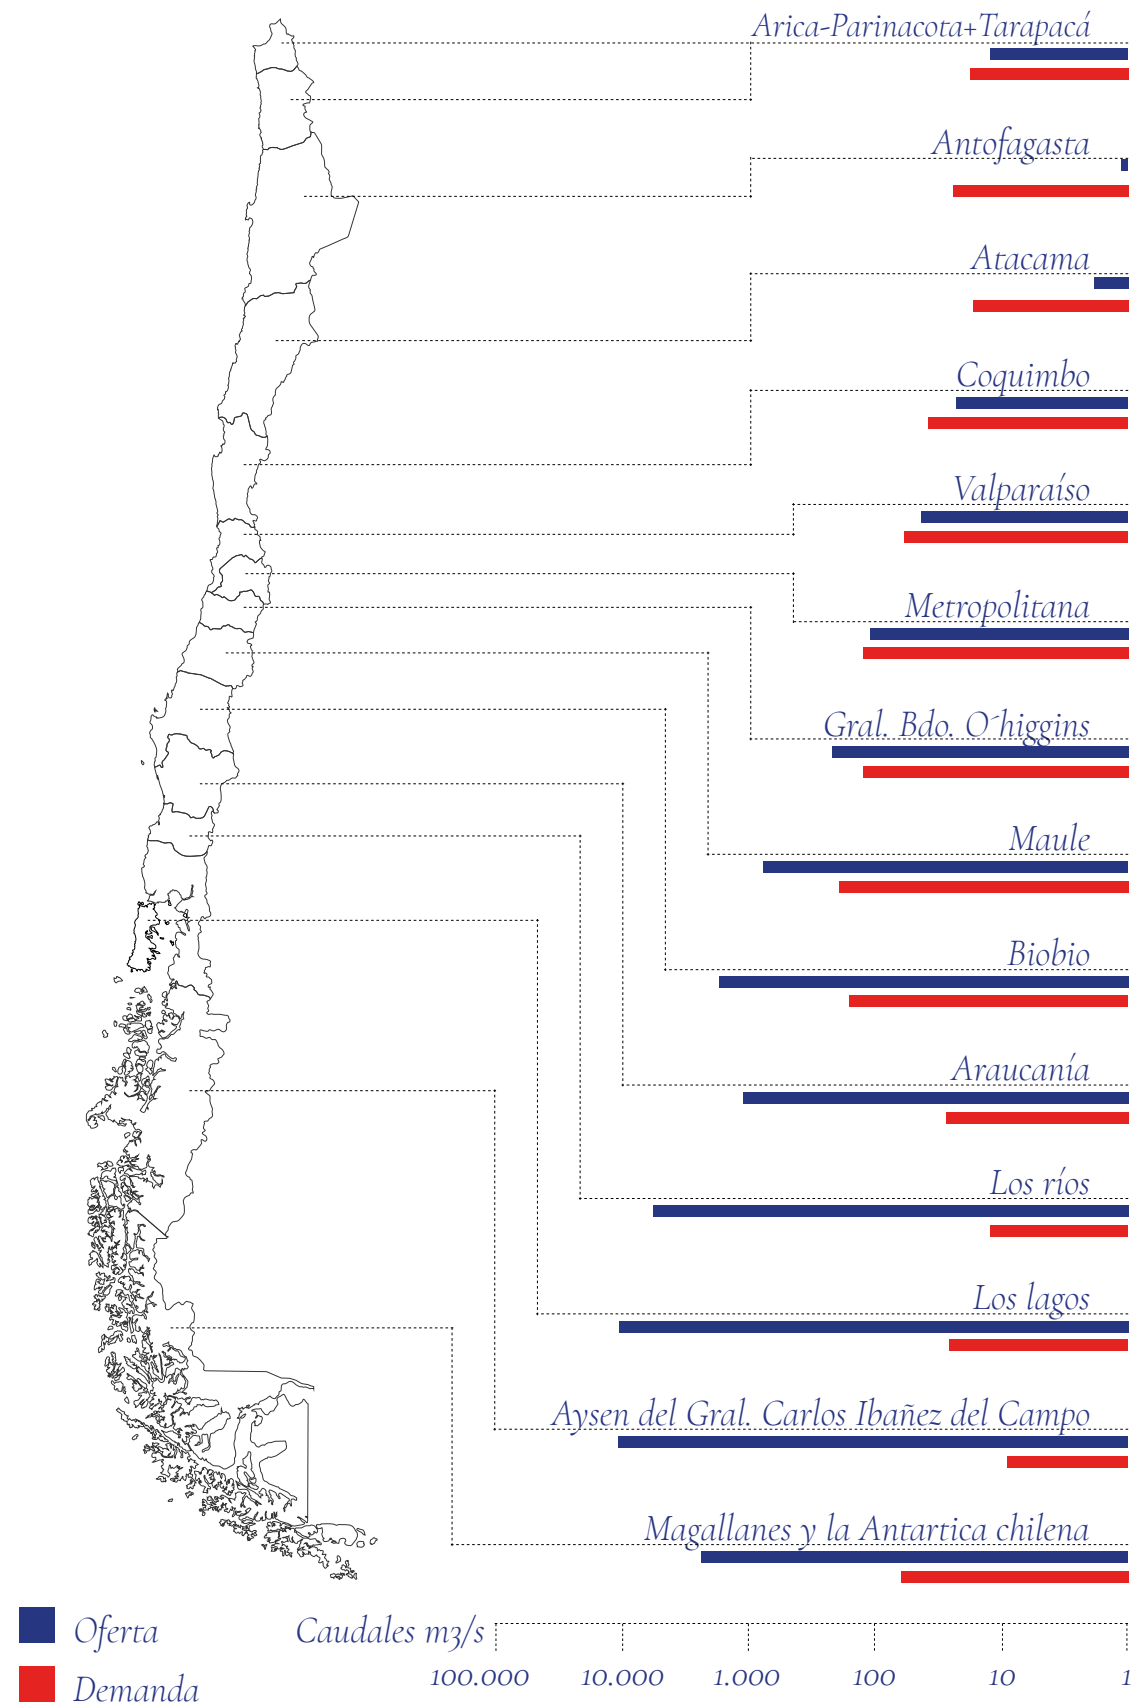 Arica-Parinacota+Tarapacá
Antofagasta
Atacama
Coquimbo
Valparaíso
Metropolitana
Gral. Bdo. O´higgins
Maule
Biobio
Araucanía
Los ríos
Los lagos
Aysen del Gral. Carlos Ibañez del Campo
Magallanes y la Antartica chilena
Oferta
Demanda
Caudales m3/s
100.000 10.000 1.000 100 10 1